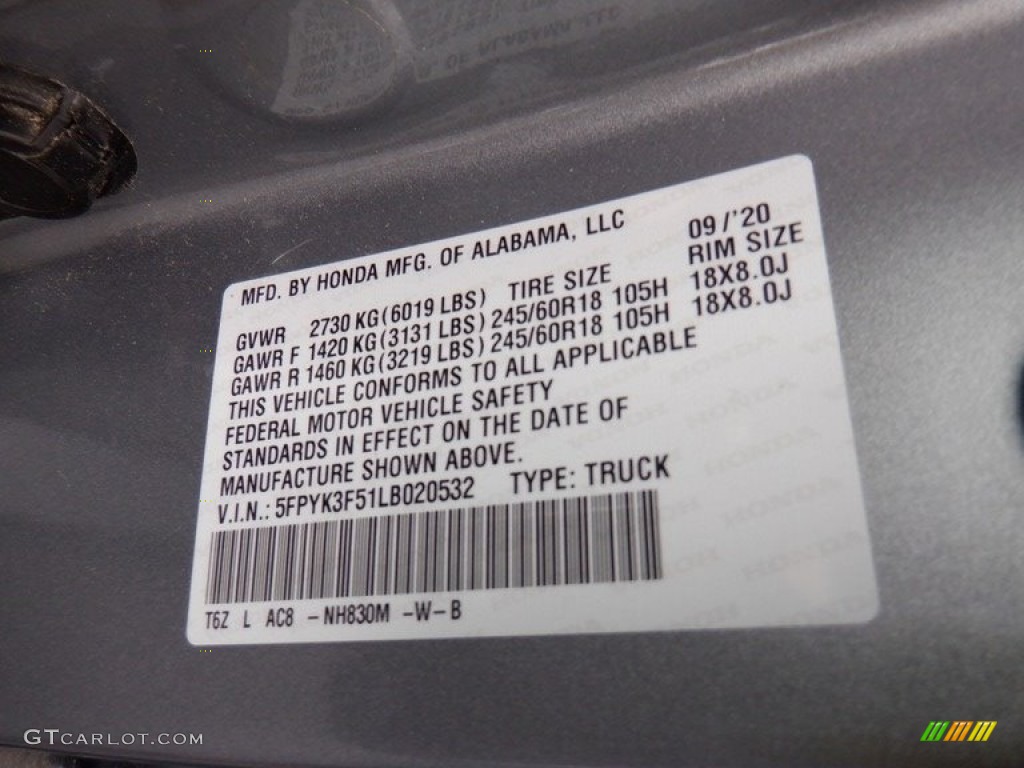 MFD. BY HONDA MFG. OF ALABAMA, LLC 09/'20
GVWR 2730 KG(6019 LBS) TIRE SIZE RIM SIZE
GAWR F 1420 KG(3131 LBS) 245/60R18 105H 18X8.0J
GAWR R 1460 KG(3219 LBS) 245/60R18 105H 18X8.0J
THIS VEHICLE CONFORMS TO ALL APPLICABLE
FEDERAL MOTOR VEHICLE SAFETY
STANDARDS IN EFFECT ON THE DATE OF
MANUFACTURE SHOWN ABOVE.
V.I.N.: 5FPYK3F51LB020532 TYPE: TRUCK
T6Z L AC8 -NH830M -W-B
GTCARLOT.COM